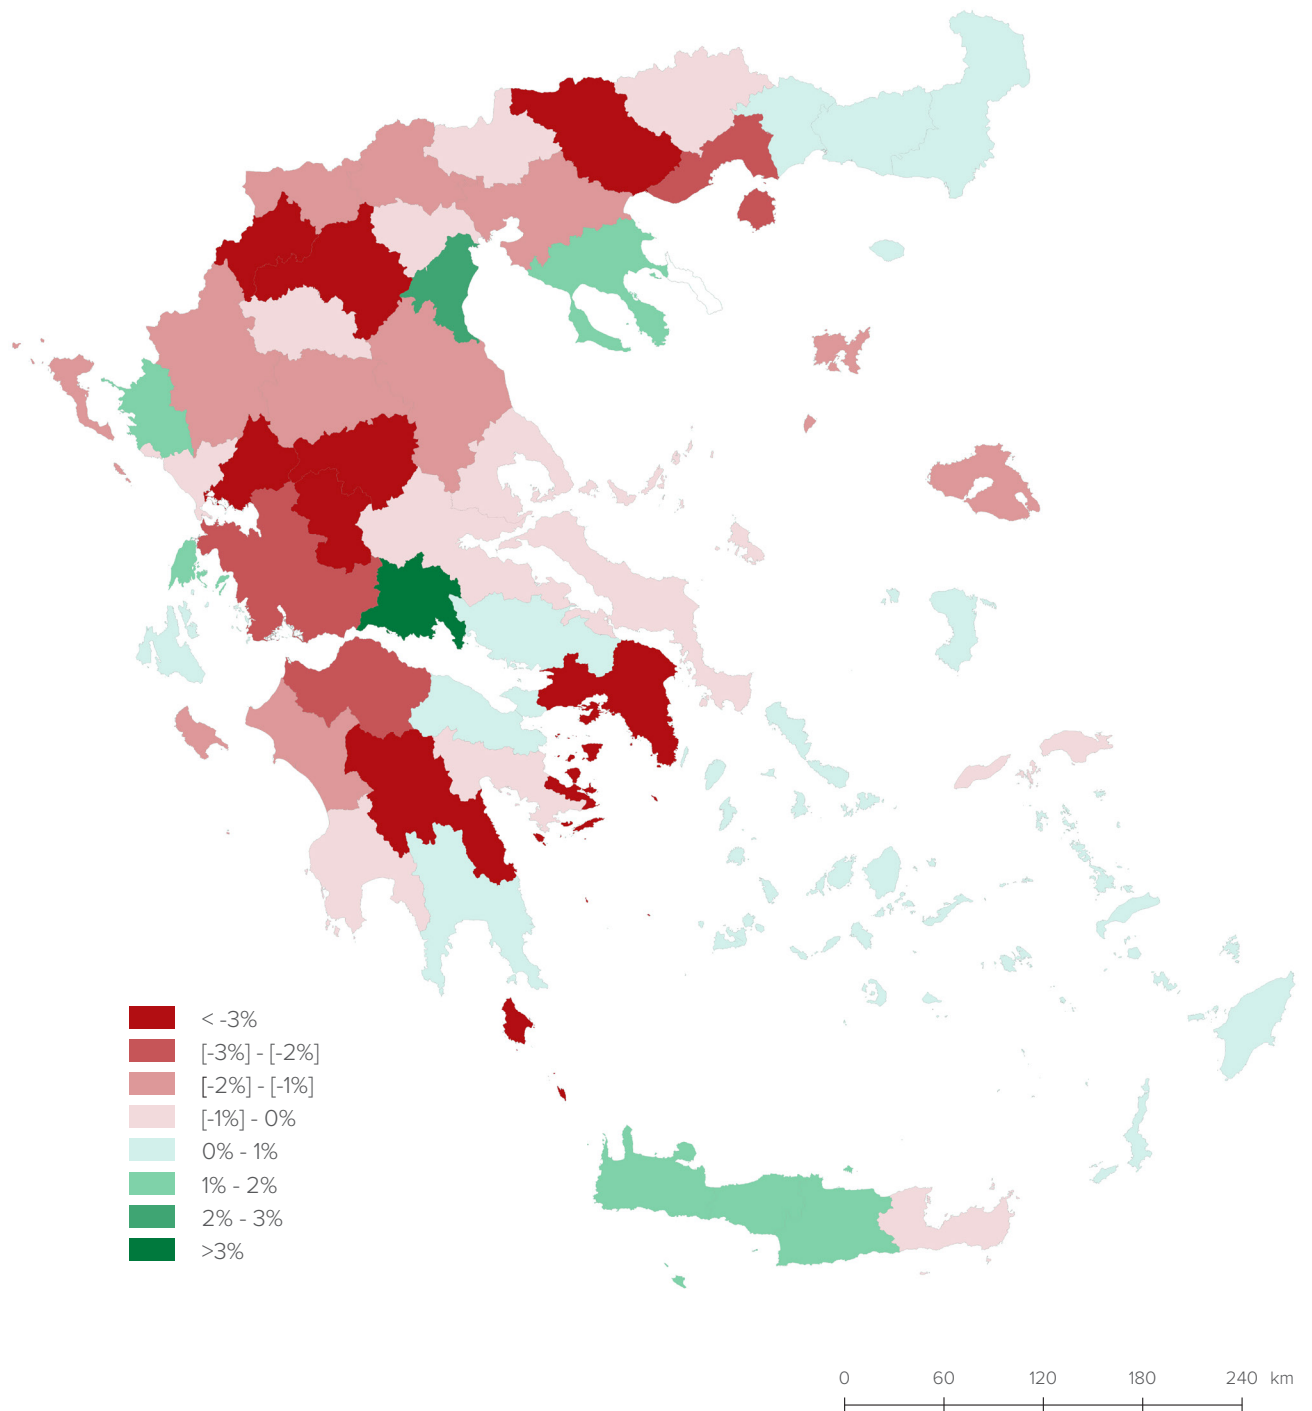 < -3%
[-3%] - [-2%]
[-2%] - [-1%]
[-1%] - 0%
0% - 1%
1% - 2%
2% - 3%
>3%
0 60 120 180 240 km